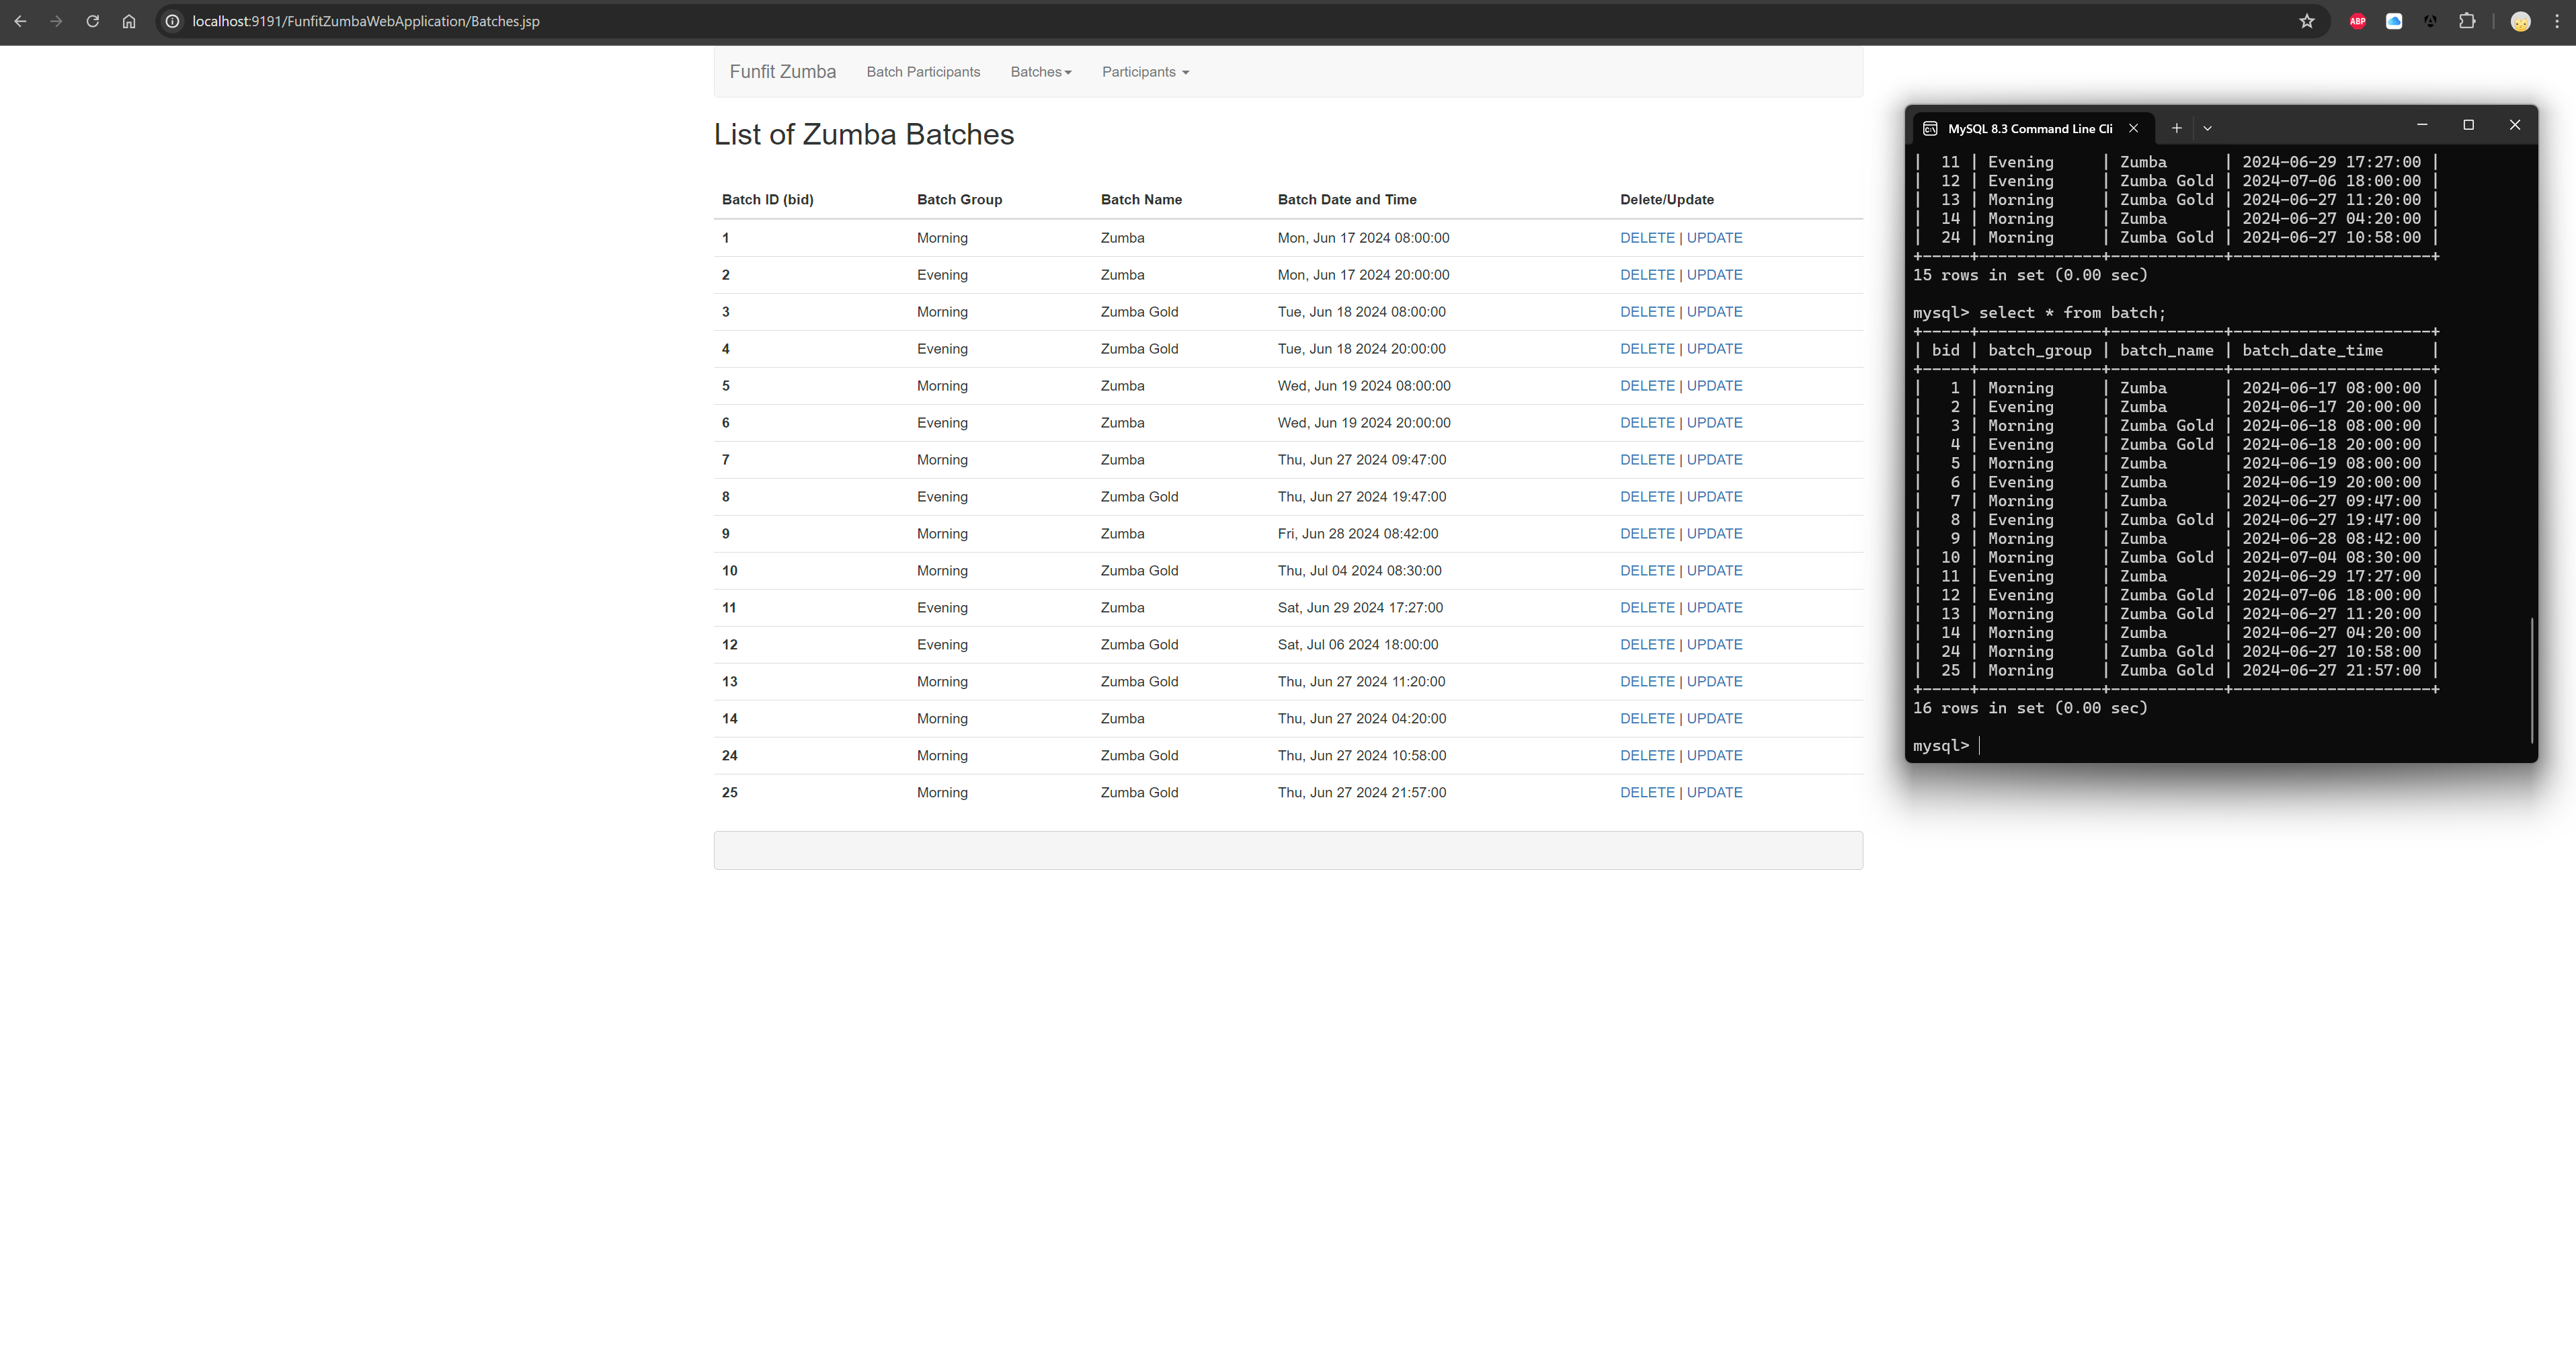 localhost:9191/FunfitZumbaWebApplication/Batches.jsp
ABP
Funfit Zumba Batch Participants Batches Participants
List of Zumba Batches
Batch ID (bid) Batch Group Batch Name Batch Date and Time Delete/Update
1 Morning Zumba Mon, Jun 17 2024 08:00:00 DELETE | UPDATE
2 Evening Zumba Mon, Jun 17 2024 20:00:00 DELETE | UPDATE
3 Morning Zumba Gold Tue, Jun 18 2024 08:00:00 DELETE | UPDATE
4 Evening Zumba Gold Tue, Jun 18 2024 20:00:00 DELETE | UPDATE
5 Morning Zumba Wed, Jun 19 2024 08:00:00 DELETE | UPDATE
6 Evening Zumba Wed, Jun 19 2024 20:00:00 DELETE | UPDATE
7 Morning Zumba Thu, Jun 27 2024 09:47:00 DELETE | UPDATE
8 Evening Zumba Gold Thu, Jun 27 2024 19:47:00 DELETE | UPDATE
9 Morning Zumba Fri, Jun 28 2024 08:42:00 DELETE | UPDATE
10 Morning Zumba Gold Thu, Jul 04 2024 08:30:00 DELETE | UPDATE
11 Evening Zumba Sat, Jun 29 2024 17:27:00 DELETE | UPDATE
12 Evening Zumba Gold Sat, Jul 06 2024 18:00:00 DELETE | UPDATE
13 Morning Zumba Gold Thu, Jun 27 2024 11:20:00 DELETE | UPDATE
14 Morning Zumba Thu, Jun 27 2024 04:20:00 DELETE | UPDATE
24 Morning Zumba Gold Thu, Jun 27 2024 10:58:00 DELETE | UPDATE
25 Morning Zumba Gold Thu, Jun 27 2024 21:57:00 DELETE | UPDATE
MySQL 8.3 Command Line Cli
| 11 | Evening | Zumba | 2024-06-29 17:27:00 |
| 12 | Evening | Zumba Gold | 2024-07-06 18:00:00 |
| 13 | Morning | Zumba Gold | 2024-06-27 11:20:00 |
| 14 | Morning | Zumba | 2024-06-27 04:20:00 |
| 24 | Morning | Zumba Gold | 2024-06-27 10:58:00 |
+-----+-------------+------------+---------------------+
15 rows in set (0.00 sec)
mysql> select * from batch;
+-----+-------------+------------+---------------------+
| bid | batch_group | batch_name | batch_date_time |
+-----+-------------+------------+---------------------+
| 1 | Morning | Zumba | 2024-06-17 08:00:00 |
| 2 | Evening | Zumba | 2024-06-17 20:00:00 |
| 3 | Morning | Zumba Gold | 2024-06-18 08:00:00 |
| 4 | Evening | Zumba Gold | 2024-06-18 20:00:00 |
| 5 | Morning | Zumba | 2024-06-19 08:00:00 |
| 6 | Evening | Zumba | 2024-06-19 20:00:00 |
| 7 | Morning | Zumba | 2024-06-27 09:47:00 |
| 8 | Evening | Zumba Gold | 2024-06-27 19:47:00 |
| 9 | Morning | Zumba | 2024-06-28 08:42:00 |
| 10 | Morning | Zumba Gold | 2024-07-04 08:30:00 |
| 11 | Evening | Zumba | 2024-06-29 17:27:00 |
| 12 | Evening | Zumba Gold | 2024-07-06 18:00:00 |
| 13 | Morning | Zumba Gold | 2024-06-27 11:20:00 |
| 14 | Morning | Zumba | 2024-06-27 04:20:00 |
| 24 | Morning | Zumba Gold | 2024-06-27 10:58:00 |
| 25 | Morning | Zumba Gold | 2024-06-27 21:57:00 |
+-----+-------------+------------+---------------------+
16 rows in set (0.00 sec)
mysql>